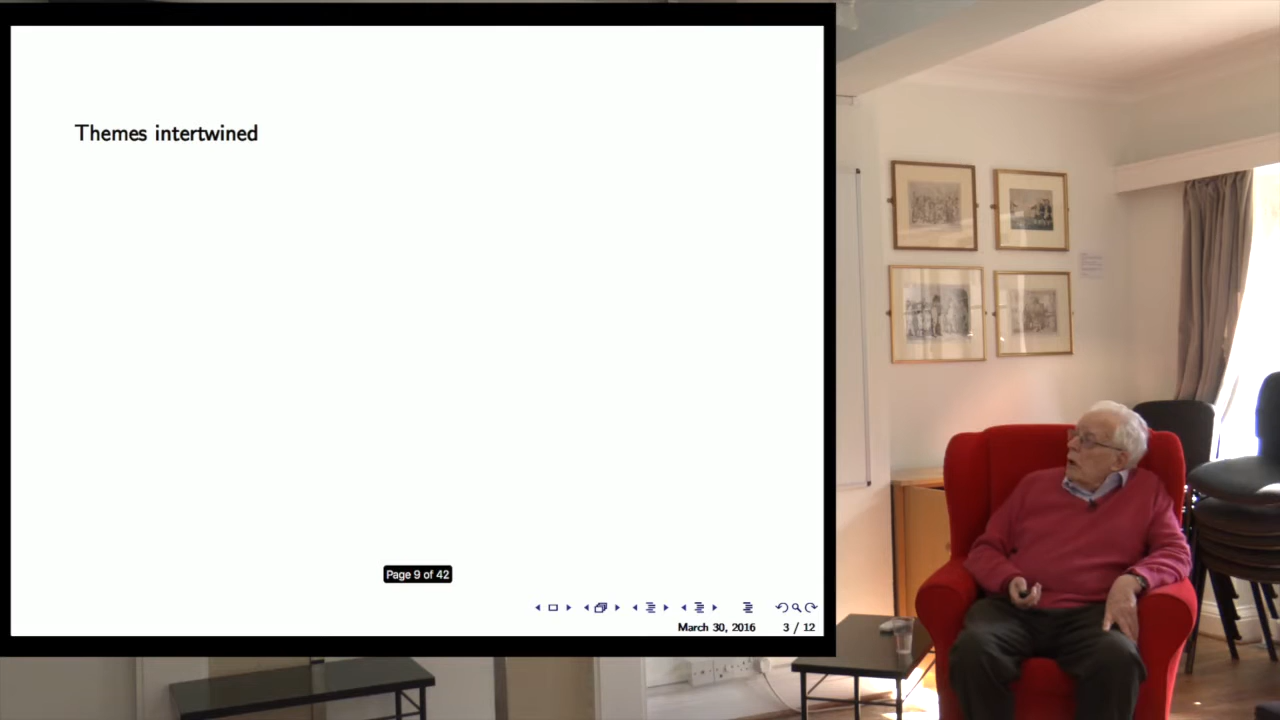 Themes intertwined
Page 9 of 42
March 30, 2016 3 / 12